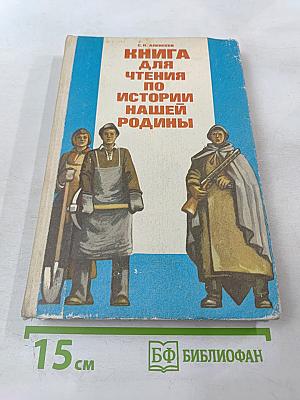 С. П. АЛЕКСЕЕВ
КНИГА
ДЛЯ
ЧТЕНИЯ
ПО
ИСТОРИИ
НАШЕЙ
РОДИНЫ
15 см
БФ БИБЛИОФАН